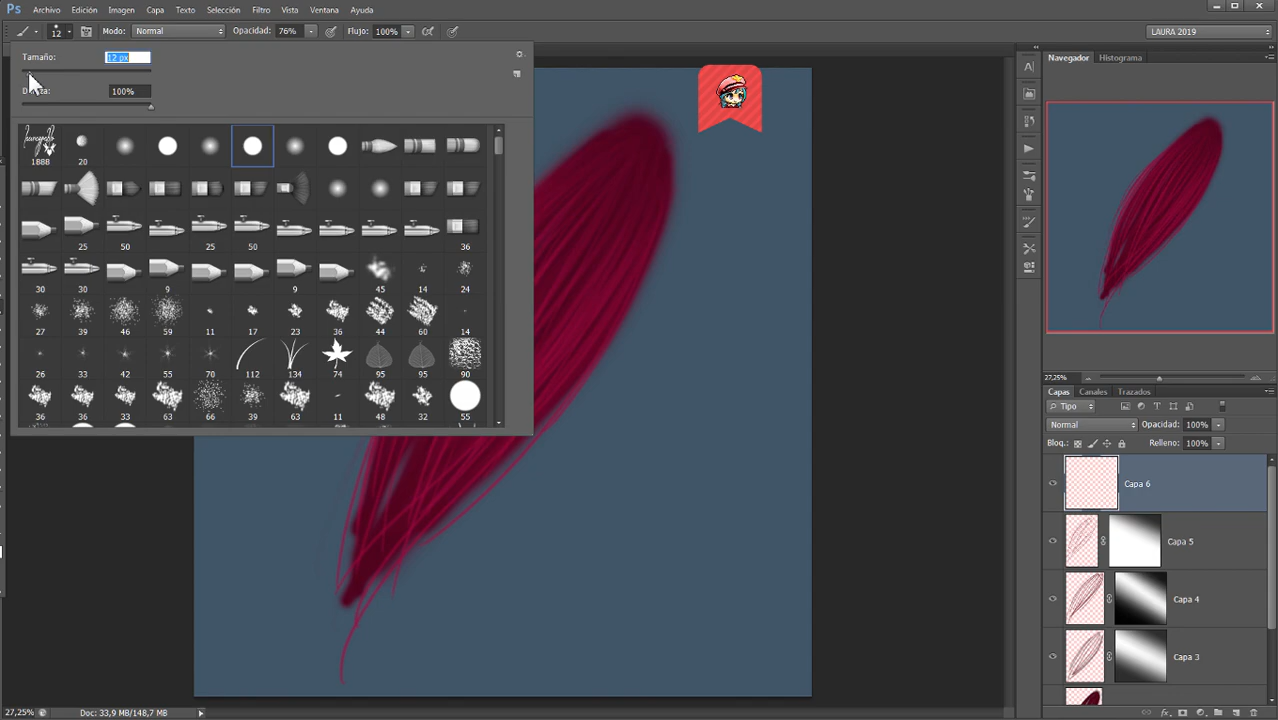 Ps Archivo Edición Imagen Capa Texto Selección Filtro Vista Ventana Ayuda
12 Modo: Normal Opacidad: 76% Flujo: 100% LAURA 2019
Tamaño: 12 px
100%
1888 20
25 50 25 50 36
30 30 9 9 45 14 24
27 39 46 59 11 17 23 36 44 60 14
26 33 42 55 70 112 134 74 95 95 90
36 36 33 63 66 39 63 11 48 32 55
Navegador Histograma
27,25%
Capas Canales Trazados
Tipo
Normal Opacidad: 100%
Bloq.: Relleno: 100%
Capa 6
Capa 5
Capa 4
Capa 3
27,25% Doc: 33,9 MB/148,7 MB